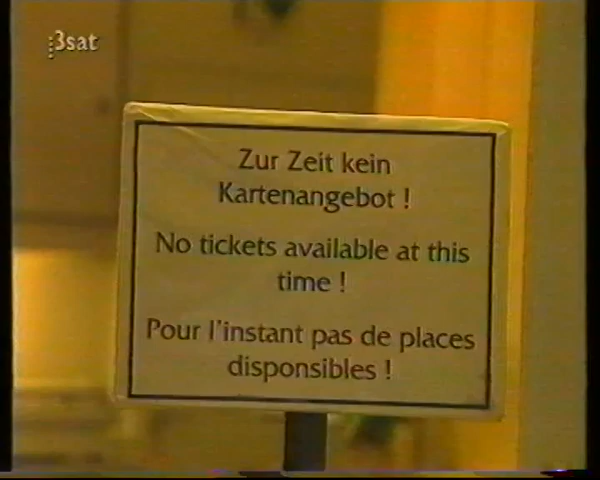 3sat
Zur Zeit kein
Kartenangebot !
No tickets available at this
time !
Pour l'instant pas de places
disponsibles !